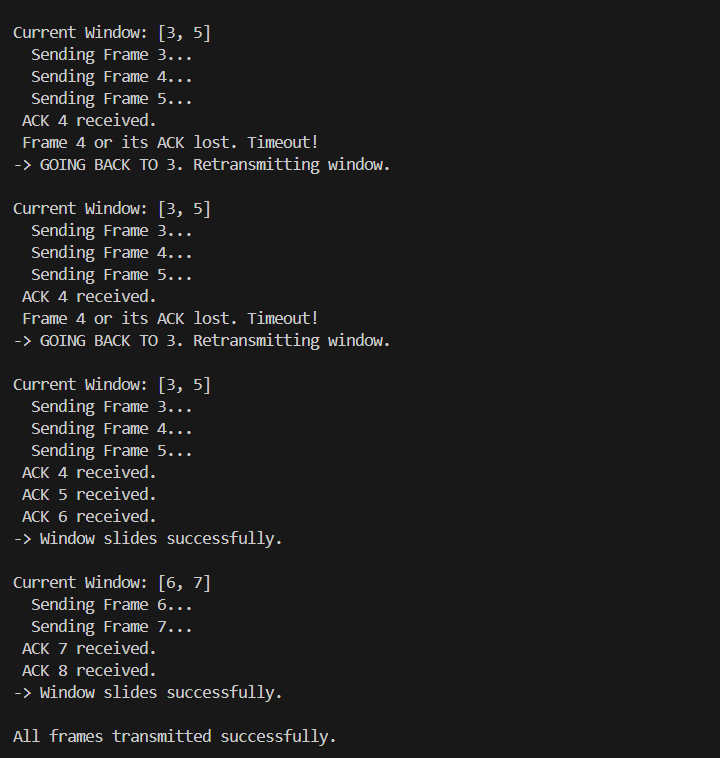 Current Window: [3, 5]
Sending Frame 3...
Sending Frame 4...
Sending Frame 5...
ACK 4 received.
Frame 4 or its ACK lost. Timeout!
-> GOING BACK TO 3. Retransmitting window.
Current Window: [3, 5]
Sending Frame 3...
Sending Frame 4...
Sending Frame 5...
ACK 4 received.
Frame 4 or its ACK lost. Timeout!
-> GOING BACK TO 3. Retransmitting window.
Current Window: [3, 5]
Sending Frame 3...
Sending Frame 4...
Sending Frame 5...
ACK 4 received.
ACK 5 received.
ACK 6 received.
-> Window slides successfully.
Current Window: [6, 7]
Sending Frame 6...
Sending Frame 7...
ACK 7 received.
ACK 8 received.
-> Window slides successfully.
All frames transmitted successfully.